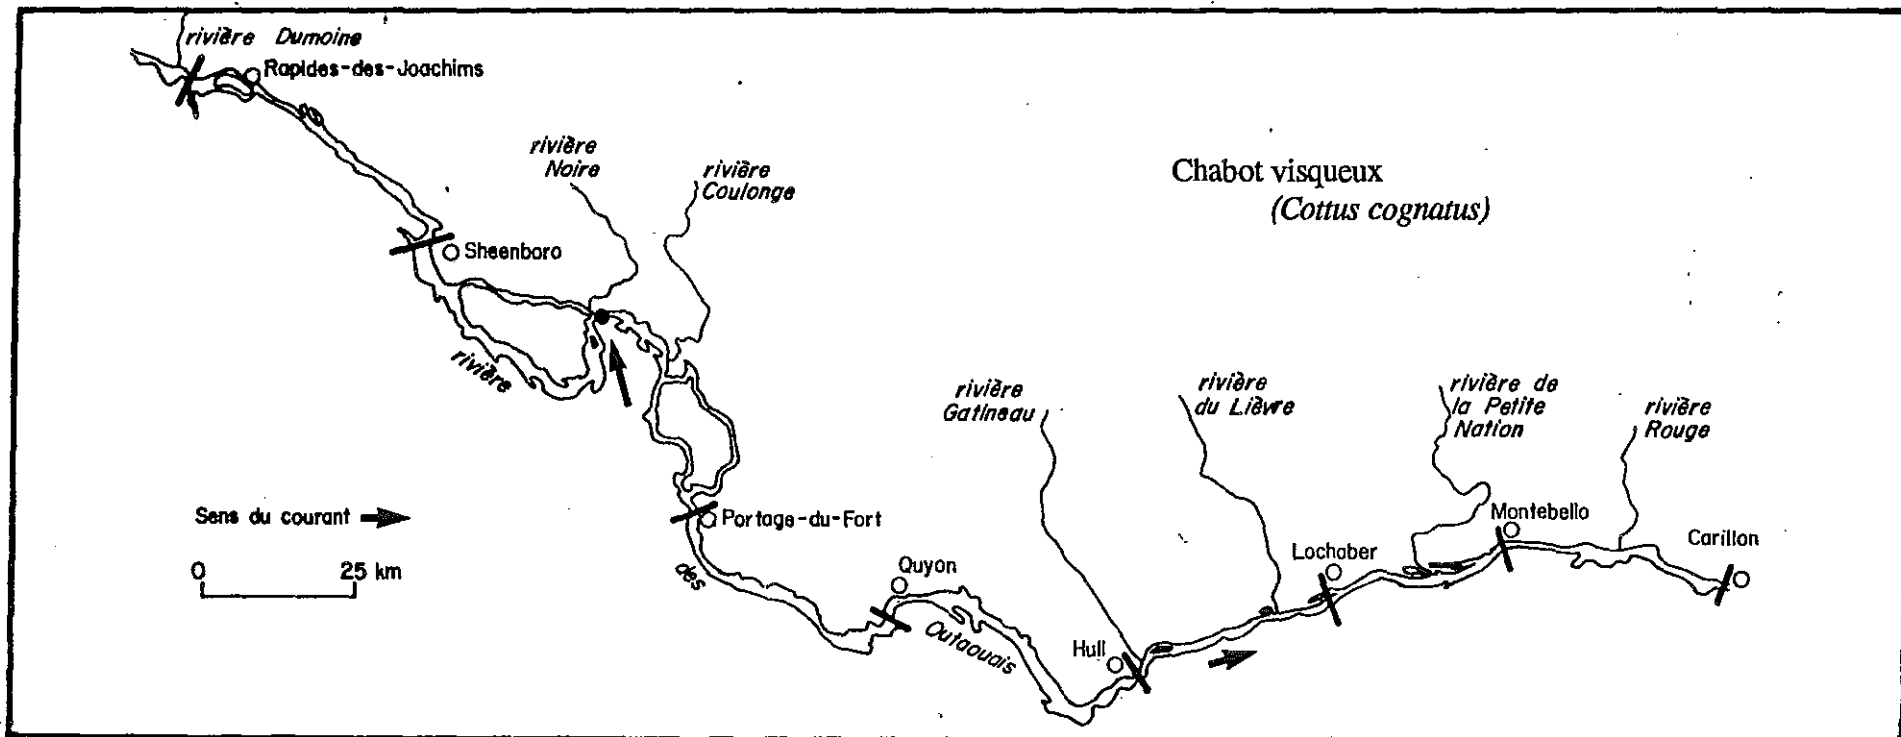 rivière Dumoine
Rapides-des-Joachims
rivière
Noire
rivière
Coulonge
Chabot visqueux
(Cottus cognatus)
Sheenboro
rivière
rivière
Gatineau
rivière
du Lièvre
rivière de
la Petite
Nation
rivière
Rouge
Sens du courant
Portage-du-Fort
Montebello
Carillon
Lochaber
0 25 km
des
Quyon
Outaouais
Hull